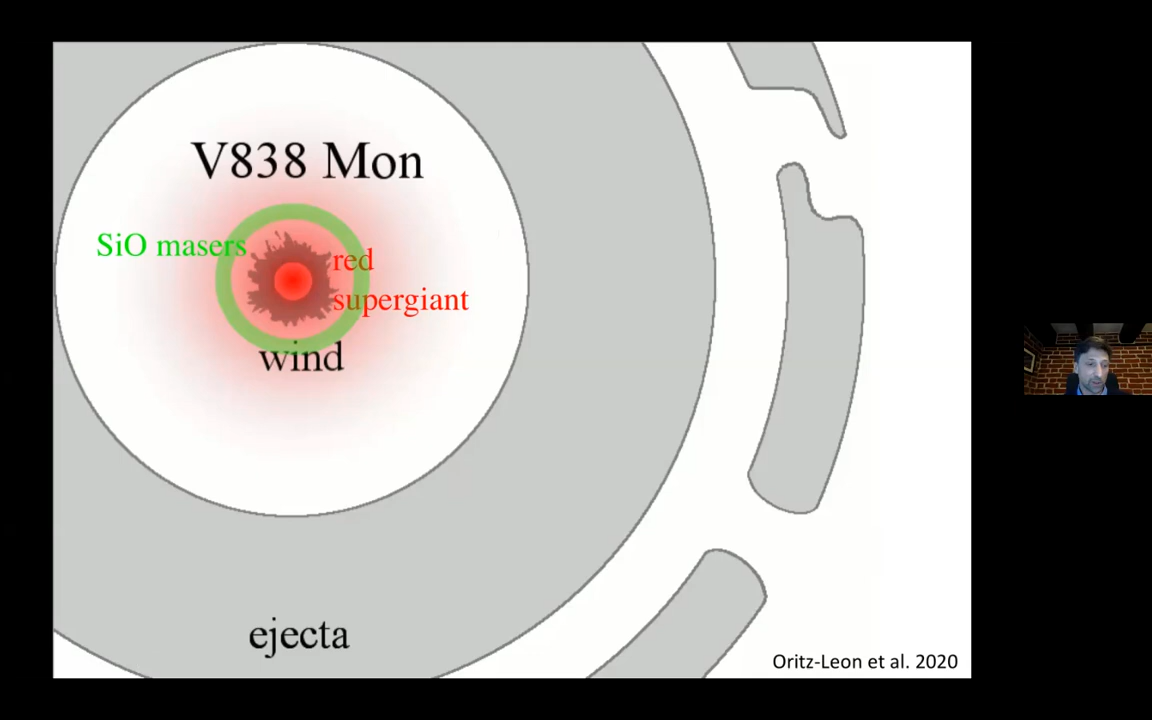 V838 Mon
SiO masers
red
supergiant
wind
ejecta
Oritz-Leon et al. 2020